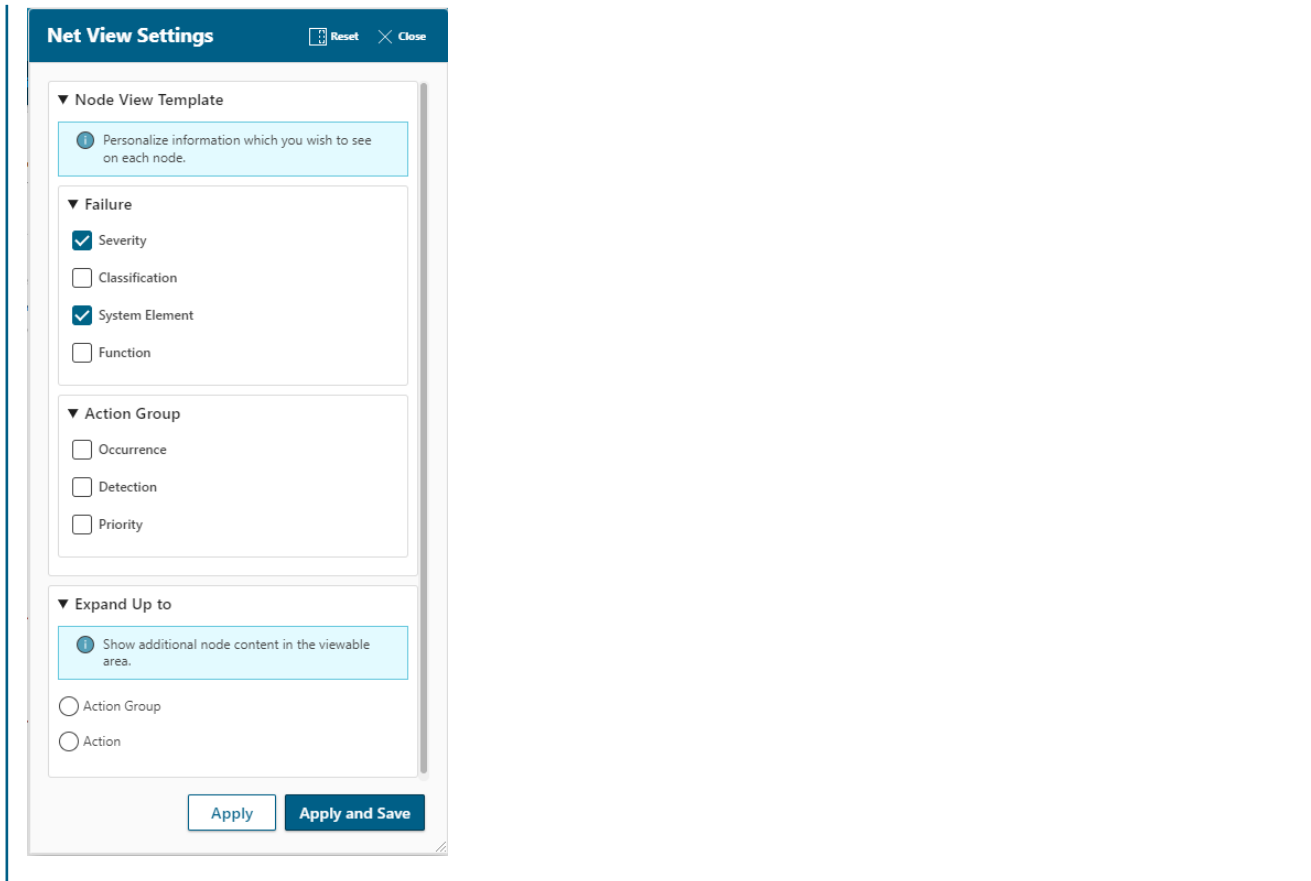 Net View Settings
Reset
Close
Node View Template
Personalize information which you wish to see
on each node.
Failure
Severity
Classification
System Element
Function
Action Group
Occurrence
Detection
Priority
Expand Up to
Show additional node content in the viewable
area.
Action Group
Action
Apply
Apply and Save